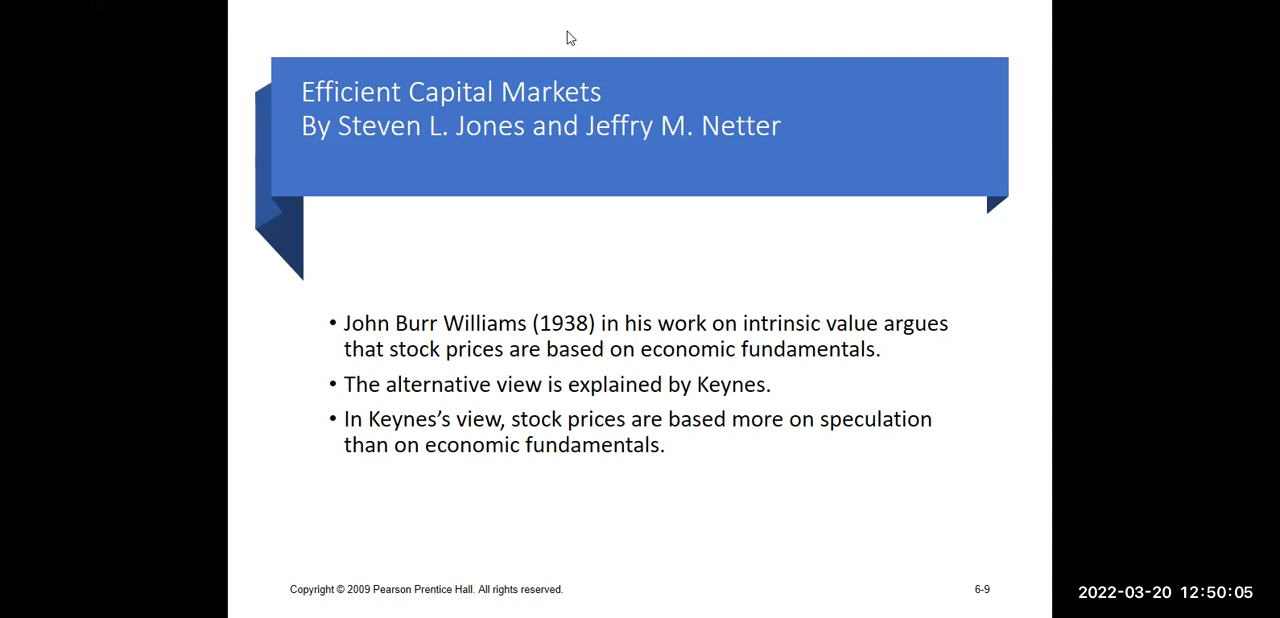 Efficient Capital Markets
By Steven L. Jones and Jeffry M. Netter
• John Burr Williams (1938) in his work on intrinsic value argues
that stock prices are based on economic fundamentals.
• The alternative view is explained by Keynes.
• In Keynes’s view, stock prices are based more on speculation
than on economic fundamentals.
Copyright © 2009 Pearson Prentice Hall. All rights reserved.
6-9
2022-03-20 12:50:05